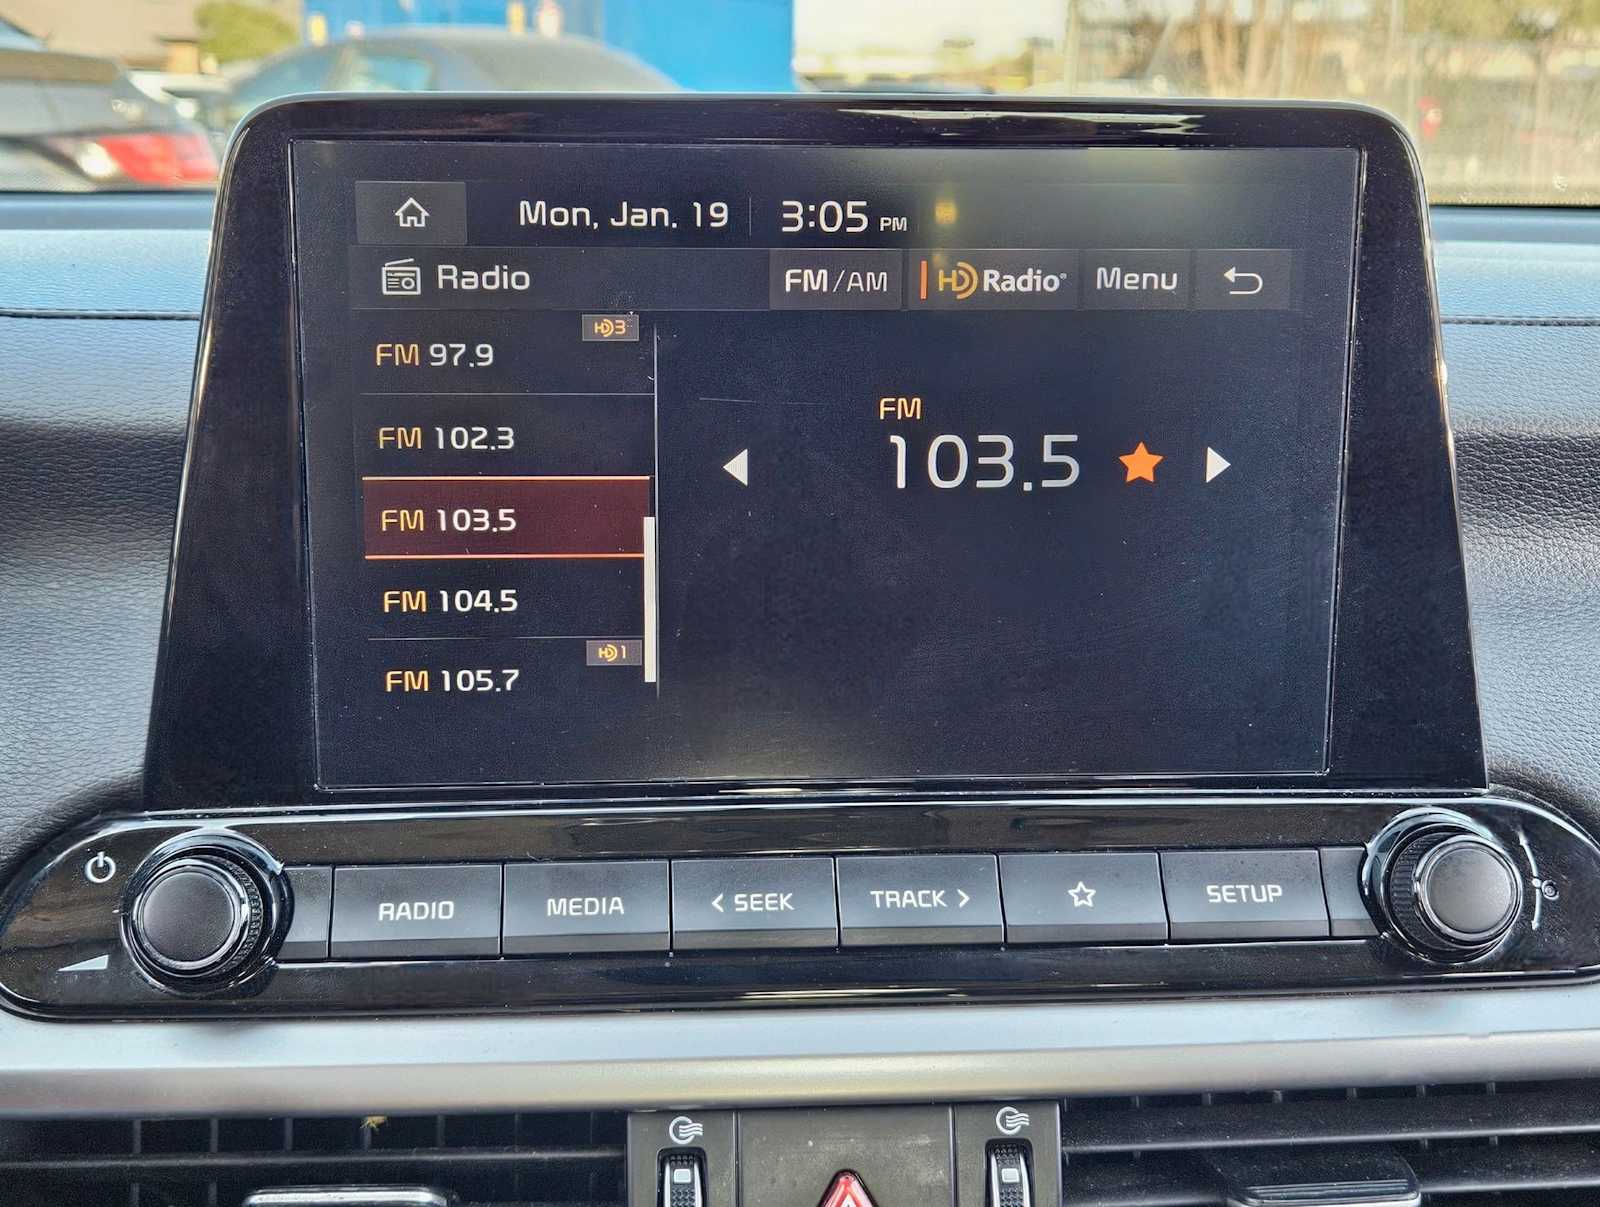 Mon, Jan. 19 3:05 PM
Radio FM/AM HD Radio® Menu
HD3
FM 97.9
FM 102.3
FM 103.5
FM 104.5
HD1
FM 105.7
FM
103.5
RADIO MEDIA < SEEK TRACK > SETUP